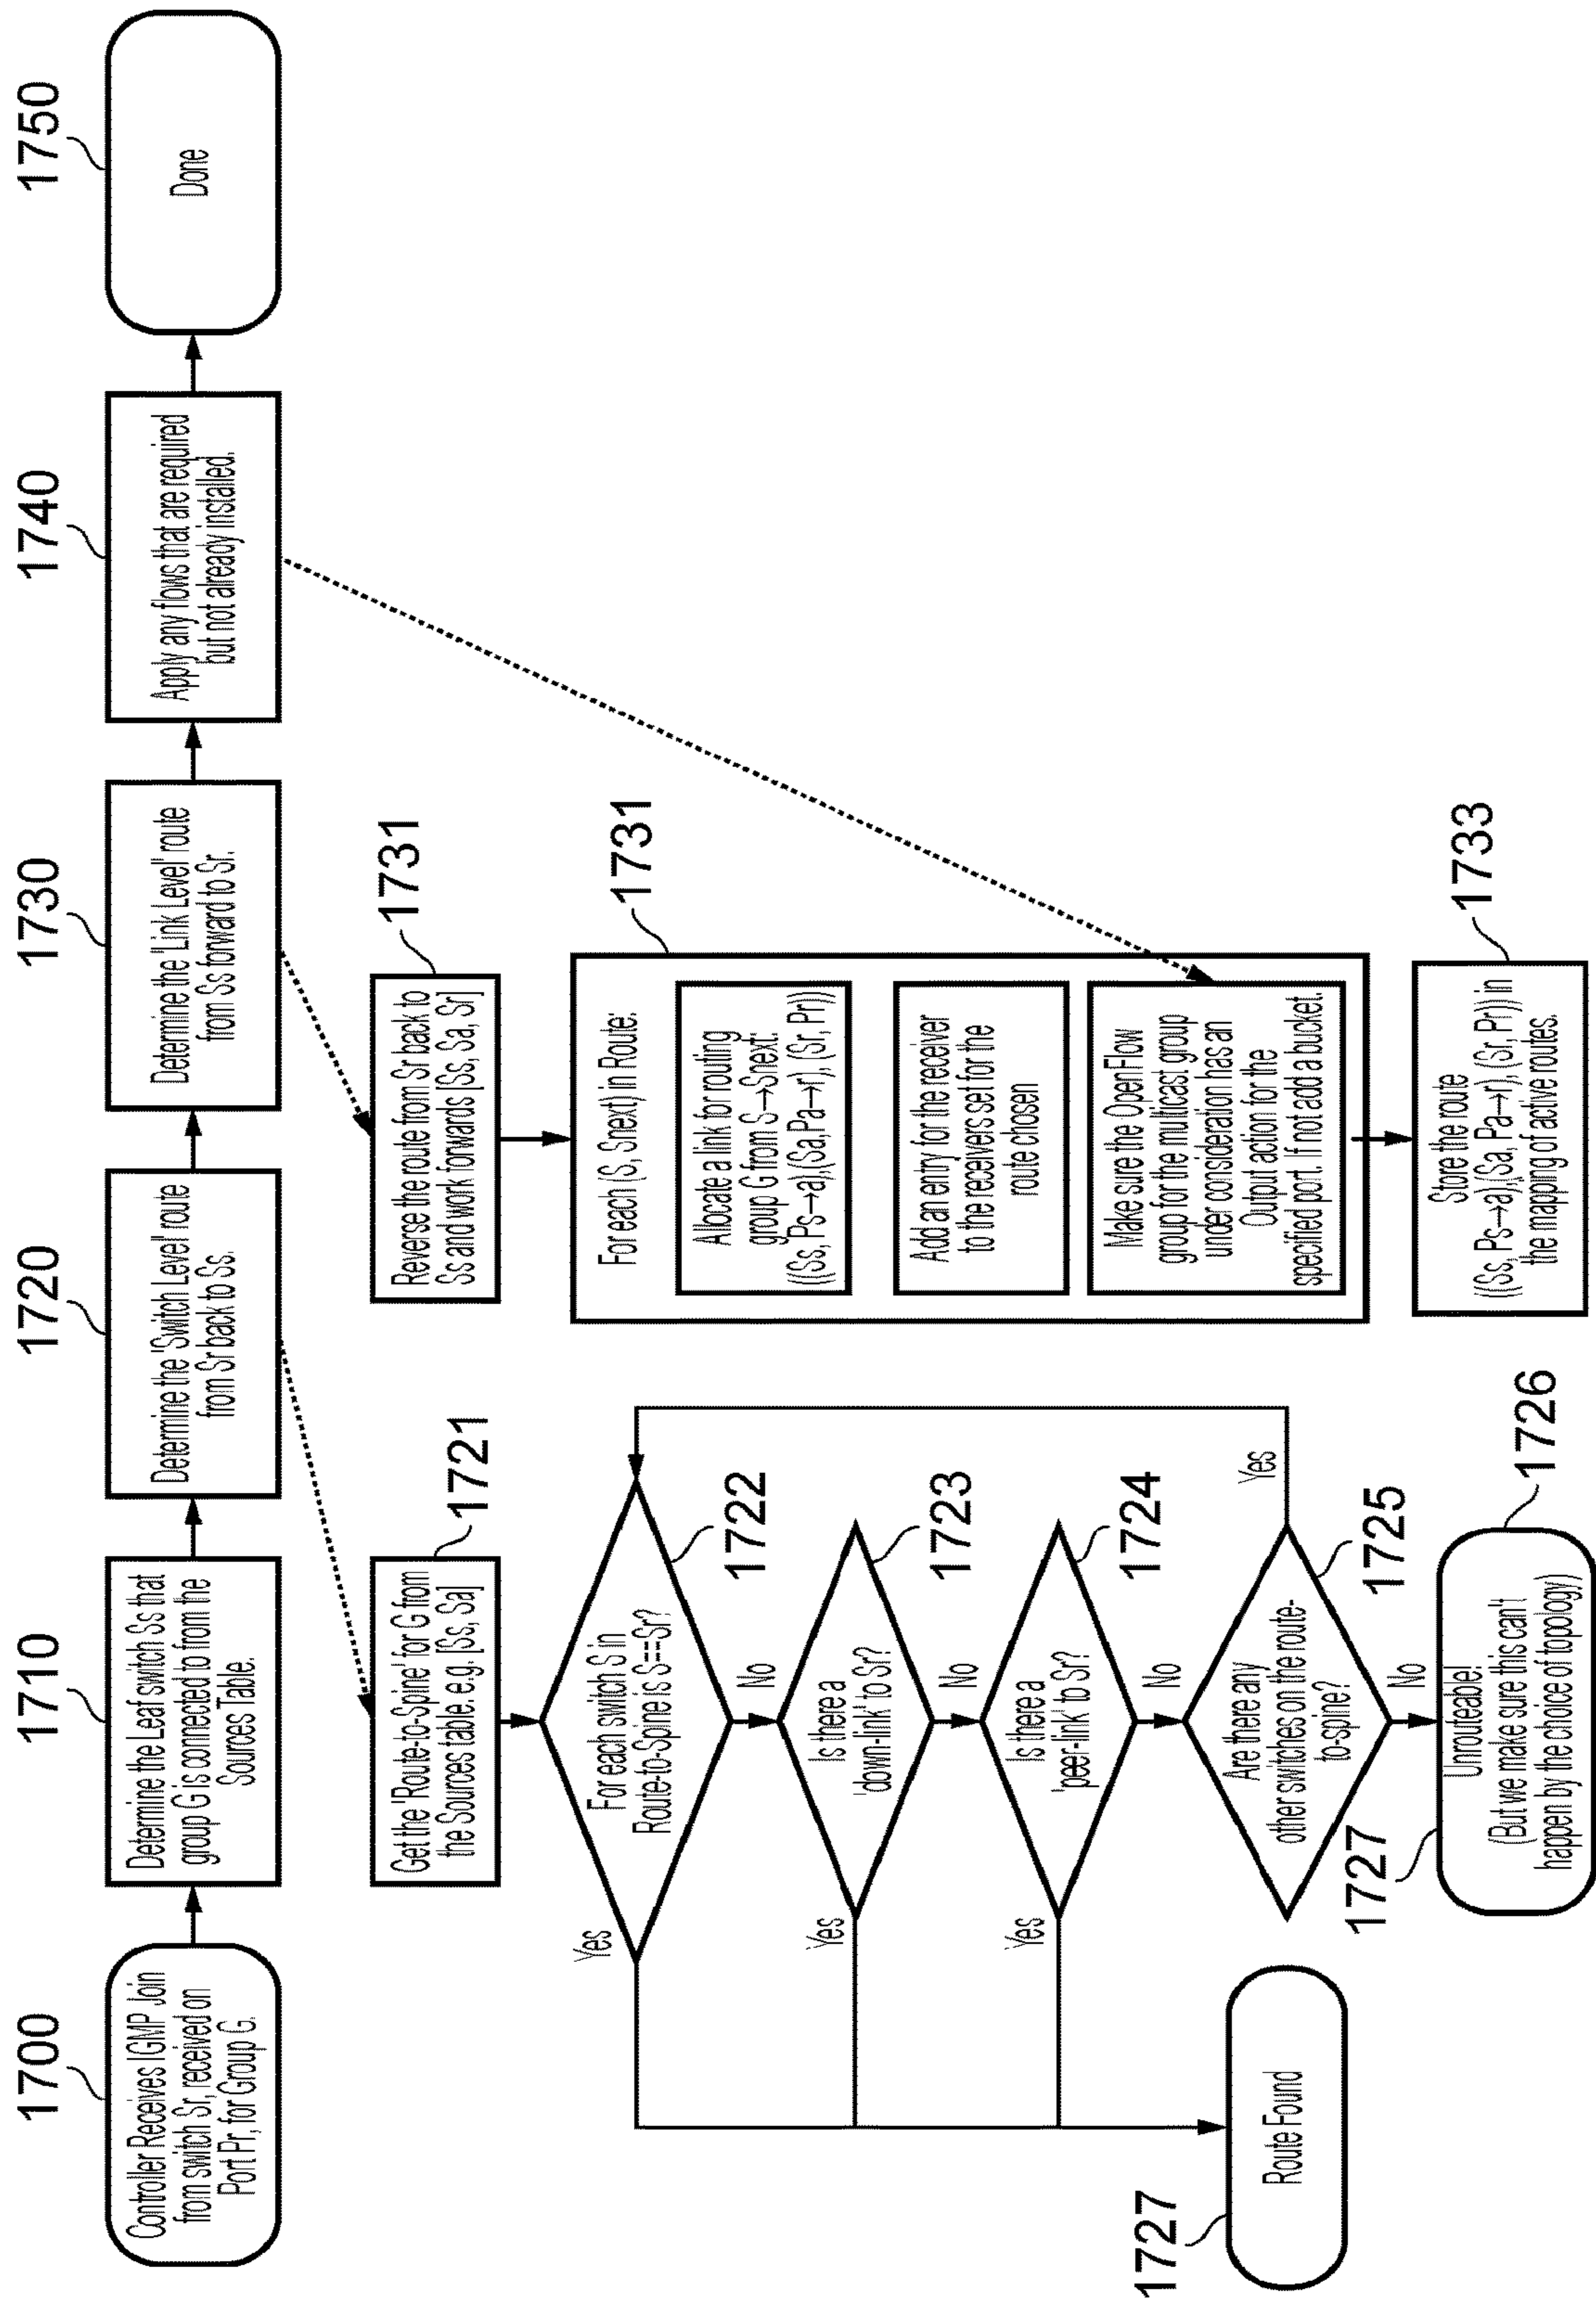 1700
Controller Receives IGMP Join
from switch Sr, received on
Port Pr, for Group G.
1710
Determine the Leaf switch Ss that
group G is connected to from the
Sources Table.
1720
Determine the 'Switch Level' route
from Sr back to Ss.
1730
Determine the 'Link Level' route
from Ss forward to Sr.
1740
Apply any flows that are required
but not already installed.
1750
Done
1721
Get the 'Route-to-Spine' for G from
the Sources table. e.g. [Ss, Sa]
1722
For each switch S in
Route-to-Spine is S==Sr?
Yes
No
1723
Is there a
'down-link' to Sr?
Yes
No
1724
Is there a
'peer-link' to Sr?
Yes
No
1725
Are there any
other switches on the route-
to-spine?
Yes
No
1726
1727
Unrouteable!
(But we make sure this can't
happen by the choice of topology)
1727
Route Found
1731
Reverse the route from Sr back to
Ss and work forwards [Ss, Sa, Sr]
1731
For each (S, Snext) in Route:
Allocate a link for routing
group G from S→Snext.
((Ss, Ps→a),(Sa,Pa→r), (Sr, Pr))
Add an entry for the receiver
to the receivers set for the
route chosen
Make sure the OpenFlow
group for the multicast group
under consideration has an
Output action for the
specified port. If not add a bucket.
1733
Store the route
((Ss, Ps→a),(Sa, Pa→r), (Sr, Pr)) in
the mapping of active routes.